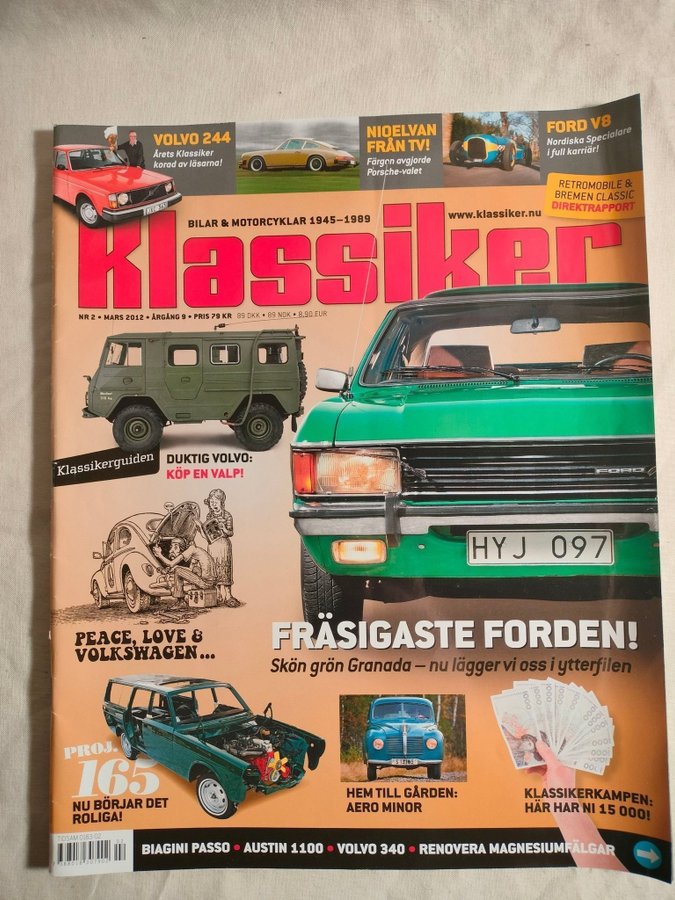 VOLVO 244
Årets Klassiker
korad av läsarna!
NIOELVAN
FRÅN TV!
Färgen avgjorde
Porsche-valet
FORD V8
Nordiska Specialare
i full karriär!
RETROMOBILE &
BREMEN CLASSIC
DIREKTRAPPORT
BILAR & MOTORCYKLAR 1945–1989
www.klassiker.nu
Klassiker
NR 2 • MARS 2012 • ÅRGÅNG 9 • PRIS 79 KR 89 DKK • 89 NOK • 8,90 EUR
Klassikerguiden
DUKTIG VOLVO:
KÖP EN VALP!
FORD
HYJ 097
PEACE, LOVE &
VOLKSWAGEN...
FRÄSIGASTE FORDEN!
Skön grön Granada – nu lägger vi oss i ytterfilen
PROJ.
165
NU BÖRJAR DET
ROLIGA!
HEM TILL GÅRDEN:
AERO MINOR
KLASSIKERKAMPEN:
HÄR HAR NI 15 000!
BIAGINI PASSO • AUSTIN 1100 • VOLVO 340 • RENOVERA MAGNESIUMFÄLGAR